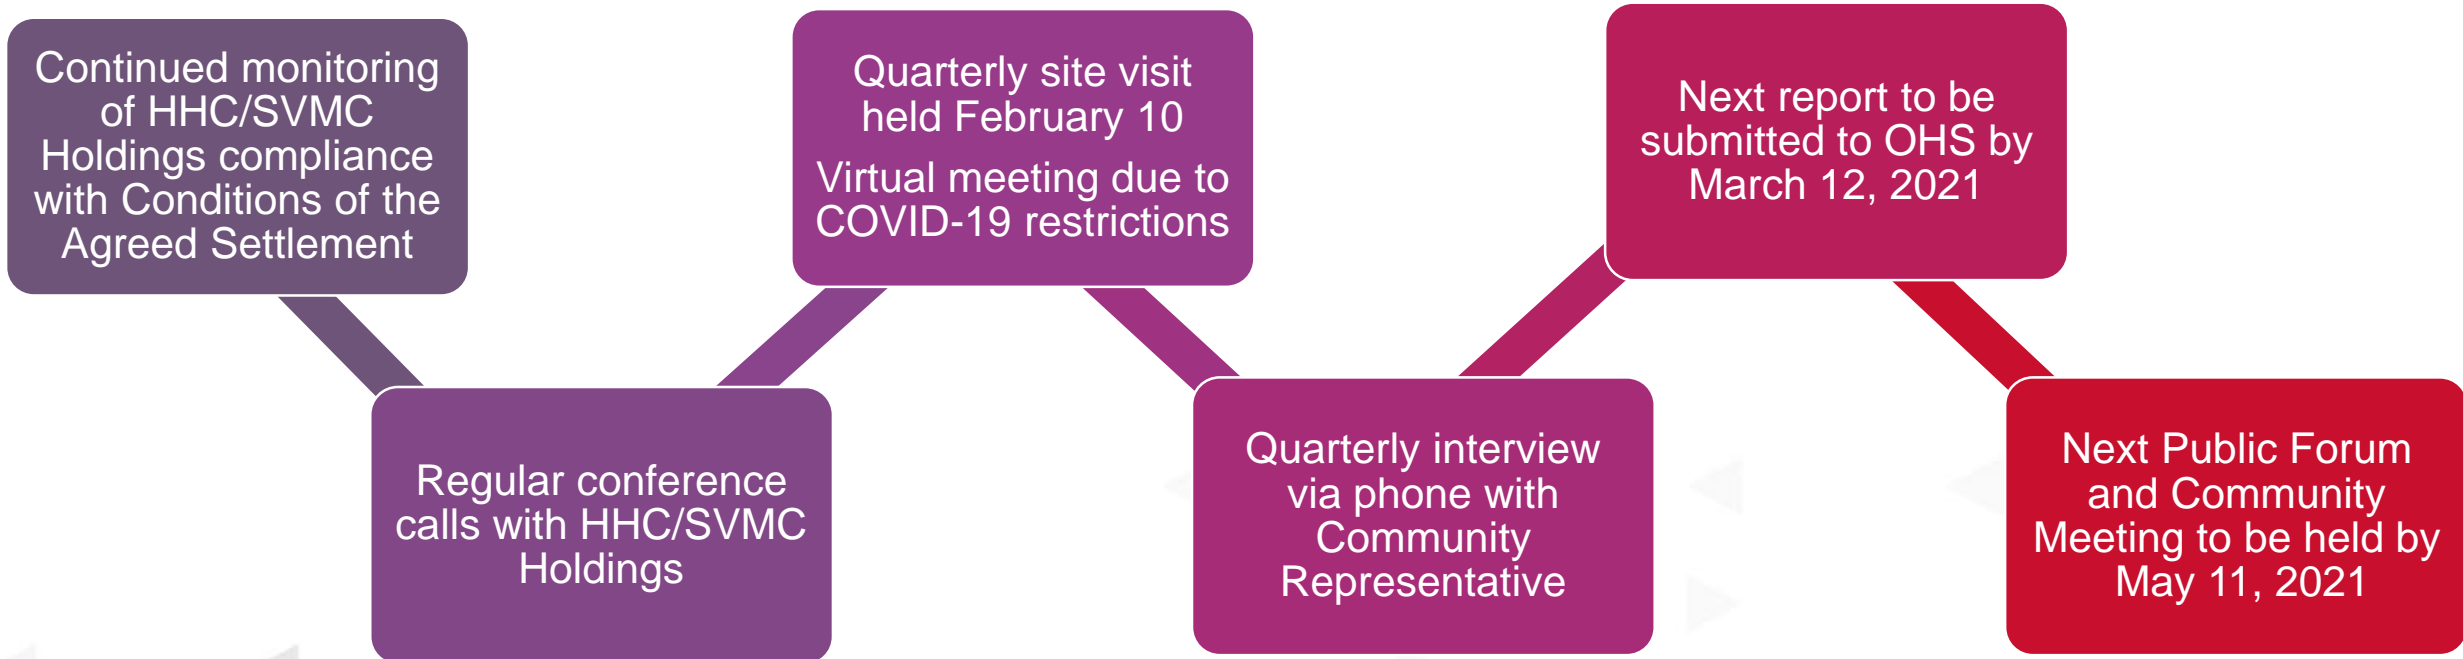 Continued monitoring
of HHC/SVMC
Holdings compliance
with Conditions of the
Agreed Settlement
Regular conference
calls with HHC/SVMC
Holdings
Quarterly site visit
held February 10
Virtual meeting due to
COVID-19 restrictions
Quarterly interview
via phone with
Community
Representative
Next report to be
submitted to OHS by
March 12, 2021
Next Public Forum
and Community
Meeting to be held by
May 11, 2021